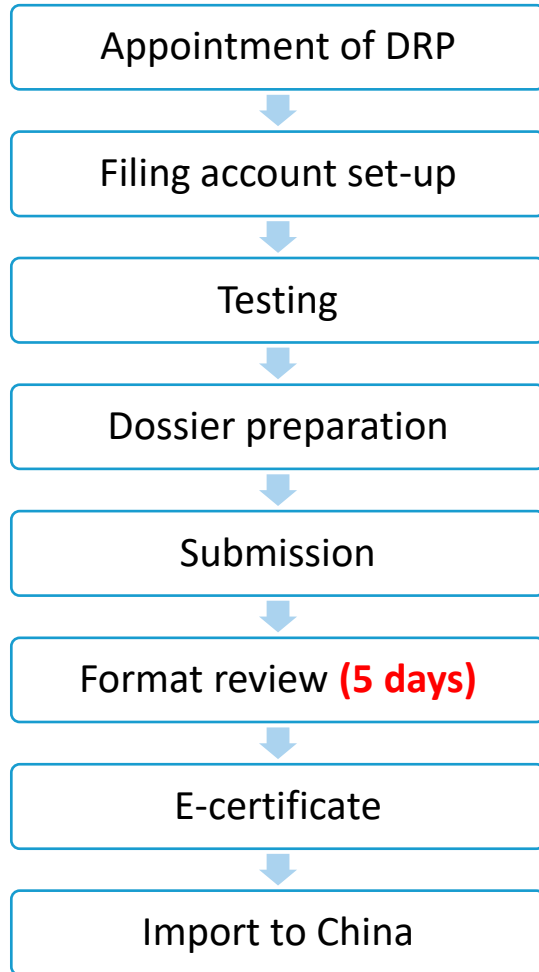 Appointment of DRP
Filing account set-up
Testing
Dossier preparation
Submission
Format review (5 days)
E-certificate
Import to China